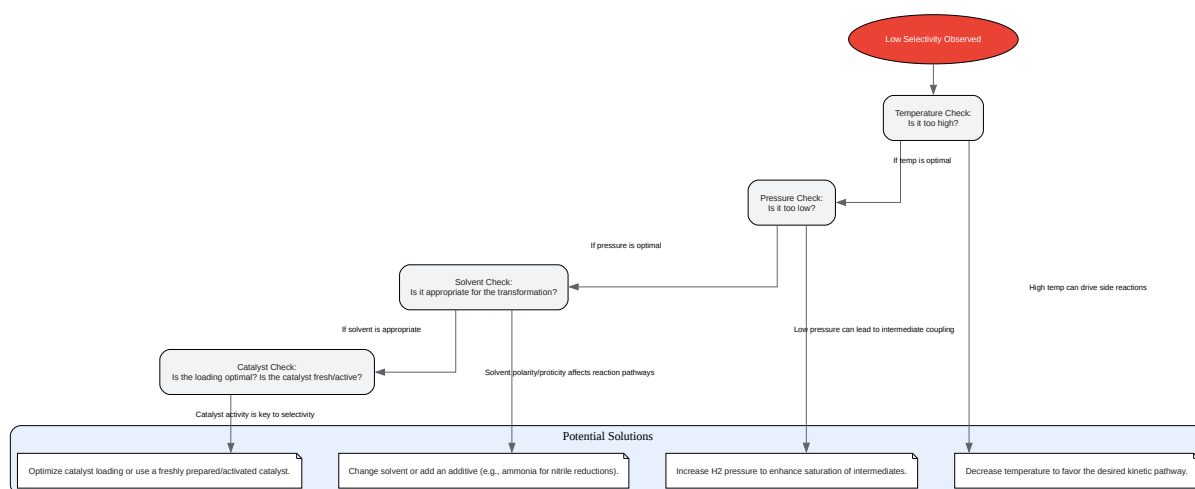 Low Selectivity Observed
Temperature Check:
Is it too high?
If temp is optimal
Pressure Check:
Is it too low?
If pressure is optimal
Solvent Check:
Is it appropriate for the transformation?
High temp can drive side reactions
If solvent is appropriate
Low pressure can lead to intermediate coupling
Catalyst Check:
Is the loading optimal? Is the catalyst fresh/active?
Solvent polarity/proticity affects reaction pathways
Catalyst activity is key to selectivity
Potential Solutions
Optimize catalyst loading or use a freshly prepared/activated catalyst.
Change solvent or add an additive (e.g., ammonia for nitrile reductions).
Increase H2 pressure to enhance saturation of intermediates.
Decrease temperature to favor the desired kinetic pathway.